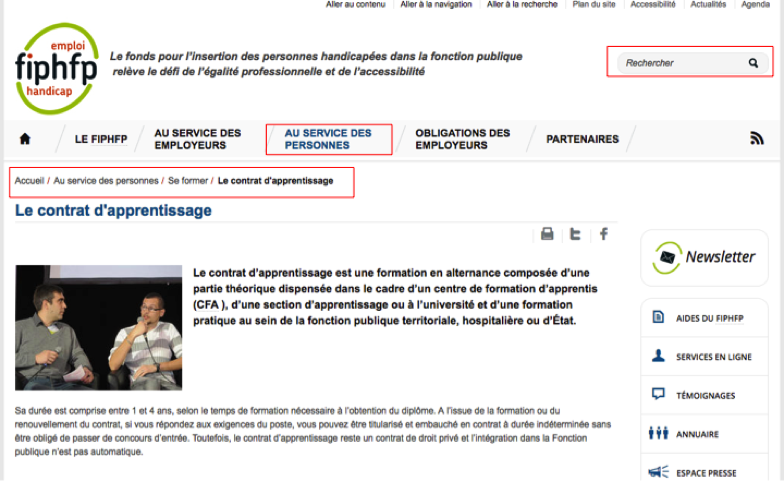 Aller au contenu | Aller à la navigation | Aller à la recherche | Plan du site | Accessibilité | Actualités | Agenda
emploi
fiphfp
handicap
Le fonds pour l'insertion des personnes handicapées dans la fonction publique
relève le défi de l'égalité professionnelle et de l'accessibilité
Rechercher
LE FIPHFP
AU SERVICE DES
EMPLOYEURS
AU SERVICE DES
PERSONNES
OBLIGATIONS DES
EMPLOYEURS
PARTENAIRES
Accueil / Au service des personnes / Se former / Le contrat d'apprentissage
Le contrat d'apprentissage
Le contrat d'apprentissage est une formation en alternance composée d'une
partie théorique dispensée dans le cadre d'un centre de formation d'apprentis
(CFA ), d'une section d'apprentissage ou à l'université et d'une formation
pratique au sein de la fonction publique territoriale, hospitalière ou d'État.
Sa durée est comprise entre 1 et 4 ans, selon le temps de formation nécessaire à l'obtention du diplôme. A l'issue de la formation ou du
renouvellement du contrat, si vous répondez aux exigences du poste, vous pouvez être titularisé et embauché en contrat à durée indéterminée sans
être obligé de passer de concours d'entrée. Toutefois, le contrat d'apprentissage reste un contrat de droit privé et l'intégration dans la Fonction
publique n'est pas automatique.
Newsletter
AIDES DU FIPHFP
SERVICES EN LIGNE
TÉMOIGNAGES
ANNUAIRE
ESPACE PRESSE